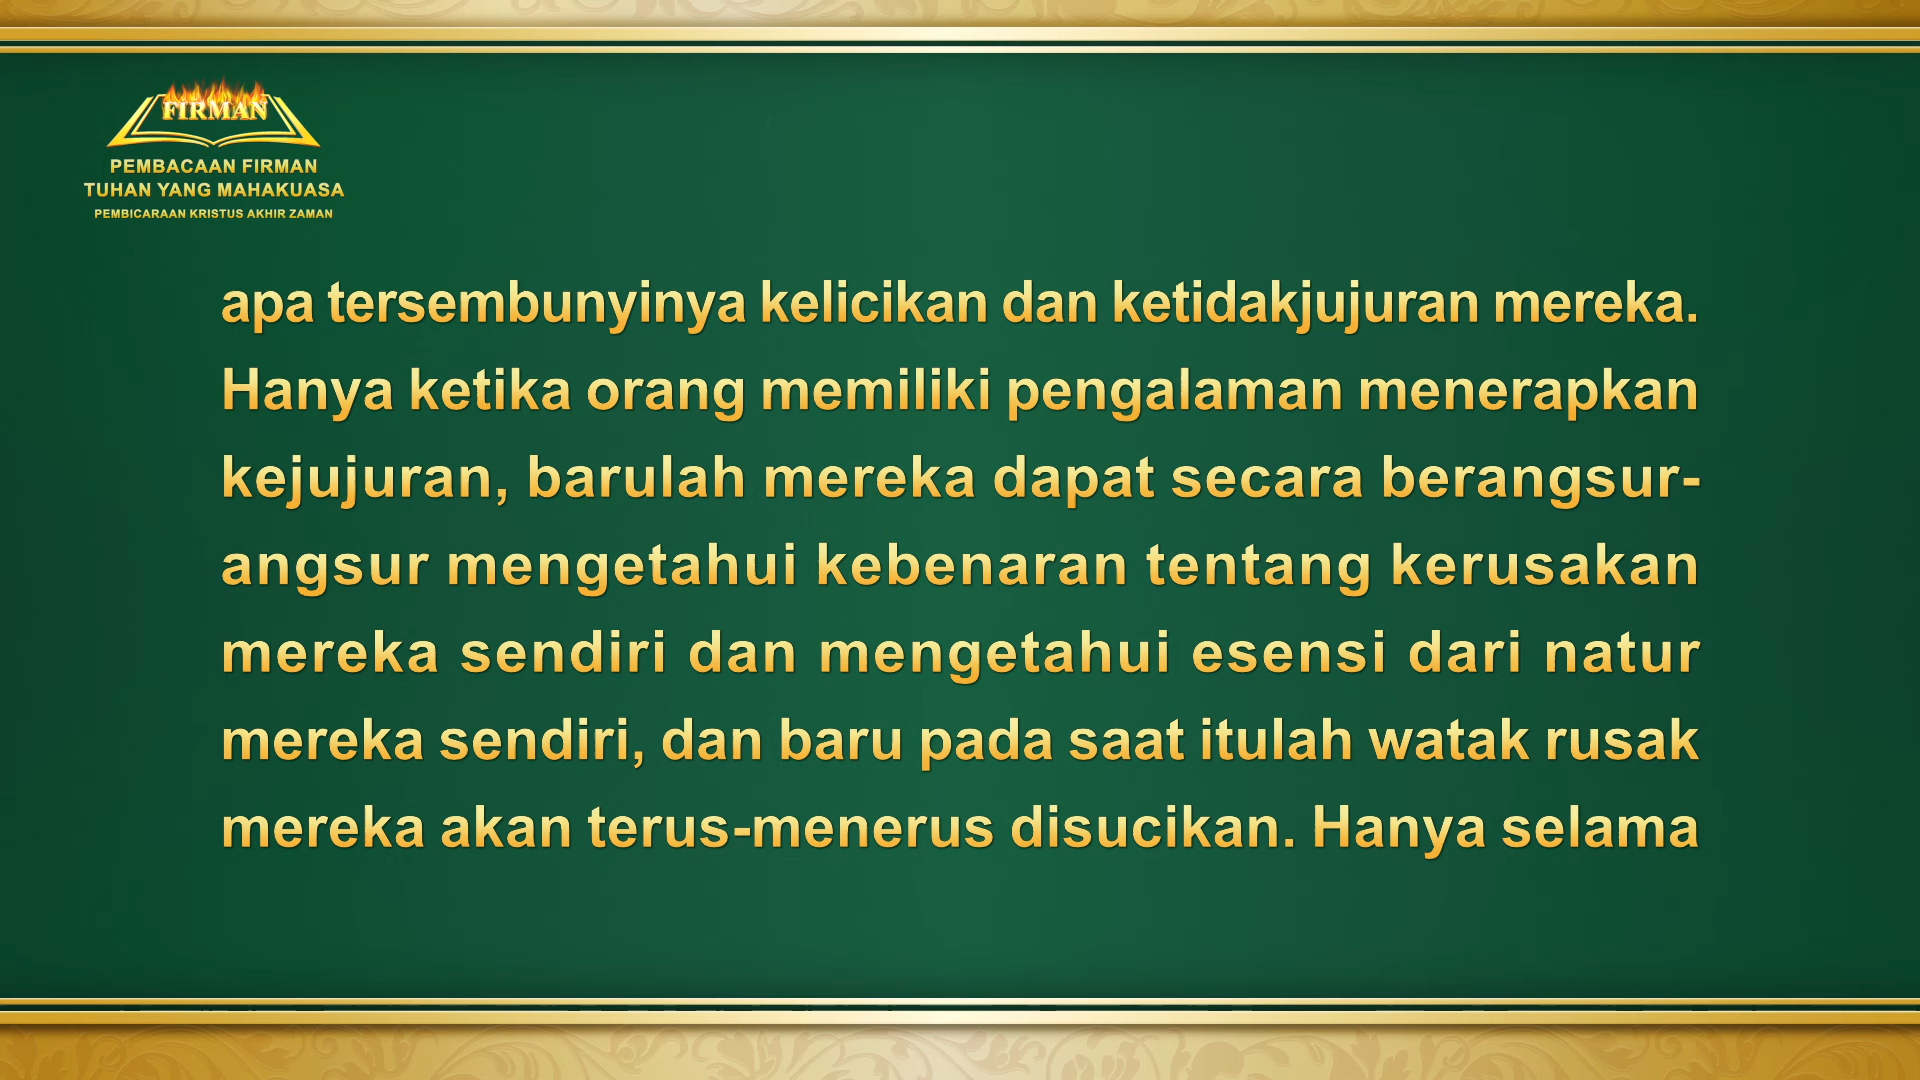 FIRMAN
PEMBACAAN FIRMAN
TUHAN YANG MAHAKUASA
PEMBICARAAN KRISTUS AKHIR ZAMAN
apa tersembunyinya kelicikan dan ketidakjujuran mereka.
Hanya ketika orang memiliki pengalaman menerapkan
kejujuran, barulah mereka dapat secara berangsur-
angsur mengetahui kebenaran tentang kerusakan
mereka sendiri dan mengetahui esensi dari natur
mereka sendiri, dan baru pada saat itulah watak rusak
mereka akan terus-menerus disucikan. Hanya selama